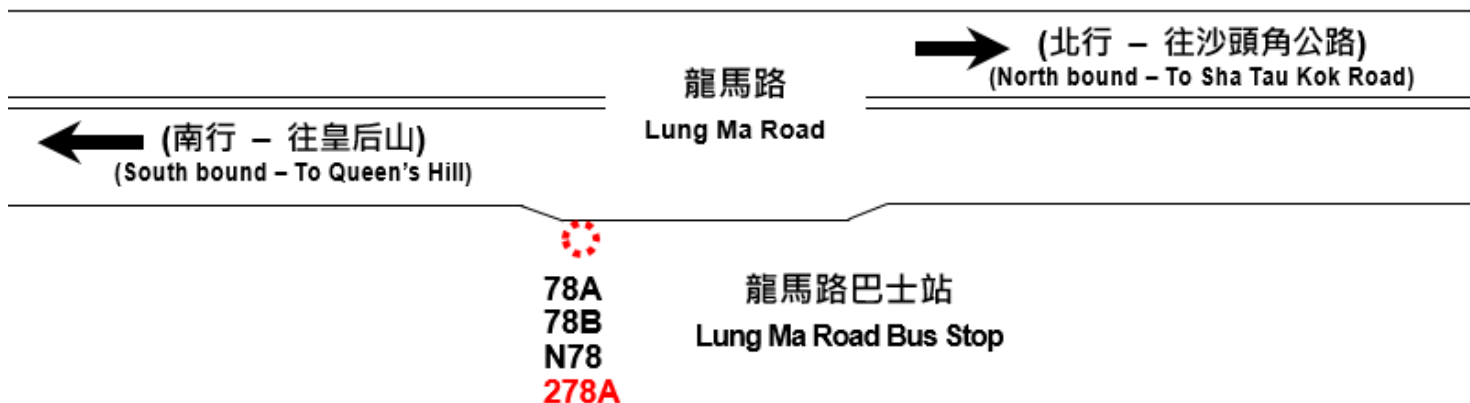 (北行 – 往沙頭角公路)
(North bound – To Sha Tau Kok Road)
龍馬路
Lung Ma Road
(南行 – 往皇后山)
(South bound – To Queen's Hill)
78A
78B
N78
278A
龍馬路巴士站
Lung Ma Road Bus Stop